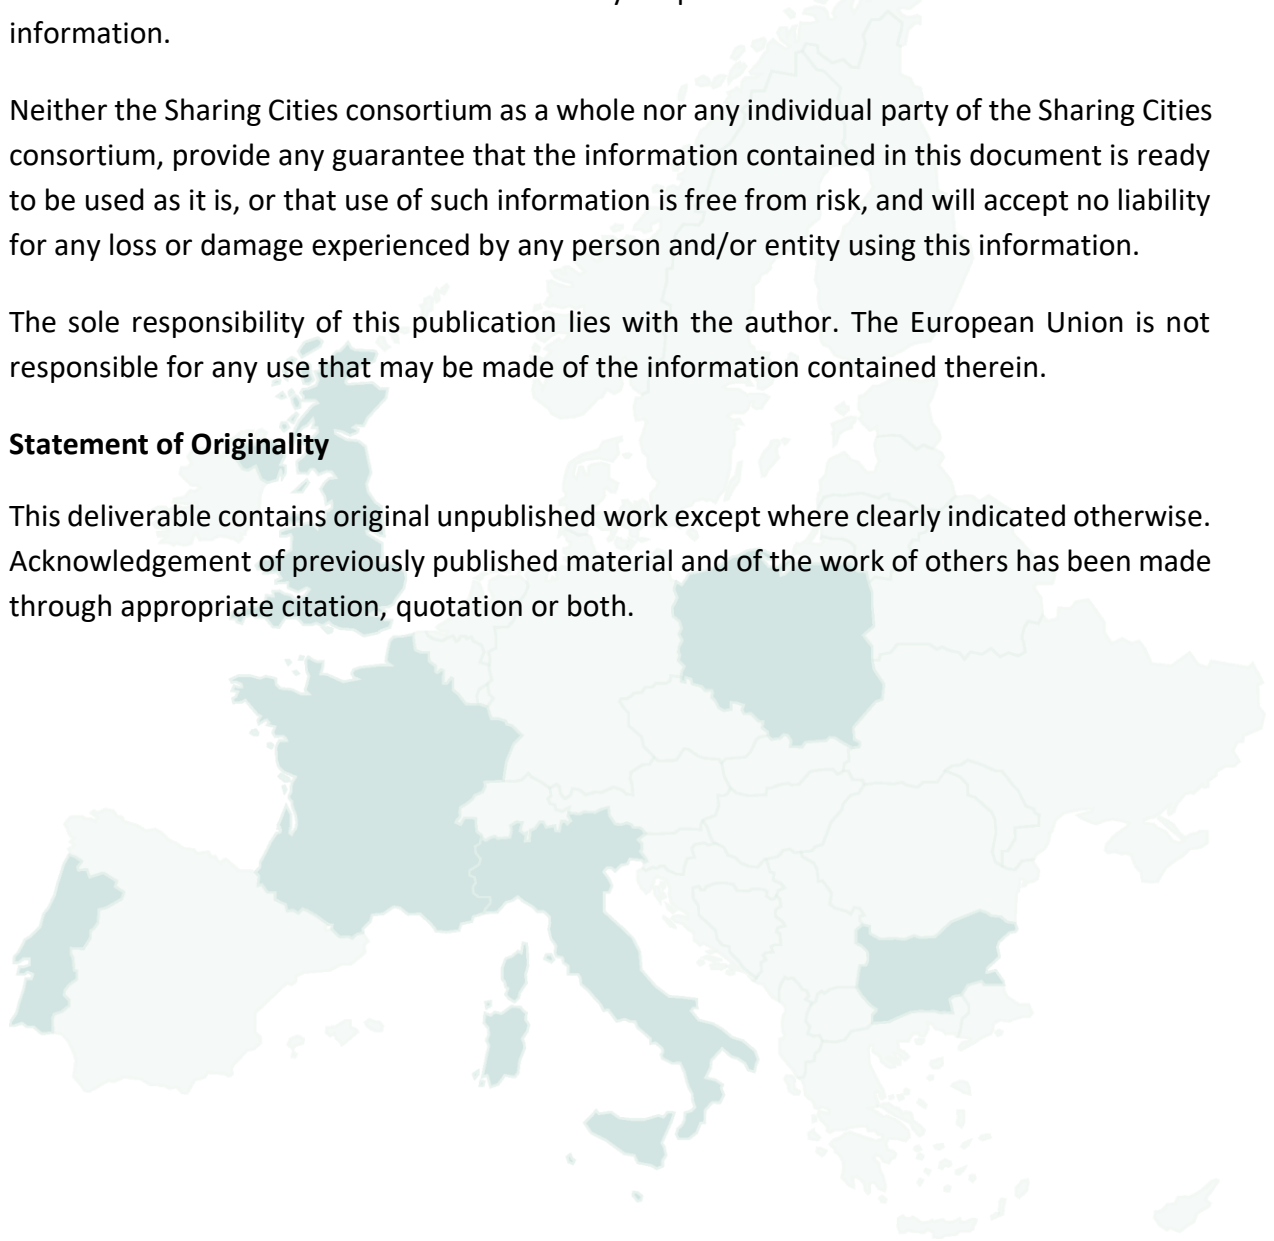 information.
Neither the Sharing Cities consortium as a whole nor any individual party of the Sharing Cities
consortium, provide any guarantee that the information contained in this document is ready
to be used as it is, or that use of such information is free from risk, and will accept no liability
for any loss or damage experienced by any person and/or entity using this information.
The sole responsibility of this publication lies with the author. The European Union is not
responsible for any use that may be made of the information contained therein.
Statement of Originality
This deliverable contains original unpublished work except where clearly indicated otherwise.
Acknowledgement of previously published material and of the work of others has been made
through appropriate citation, quotation or both.